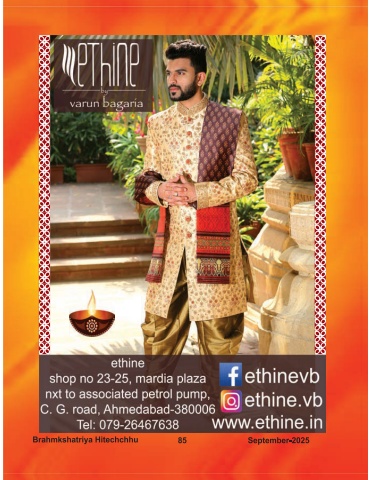 eThine
by
varun bagaria
ethine
shop no 23-25, mardia plaza
nxt to associated petrol pump,
C. G. road, Ahmedabad-380006
Tel: 079-26467638
ethinevb
ethine.vb
www.ethine.in
Brahmkshatriya Hitechchhu 85 September-2025